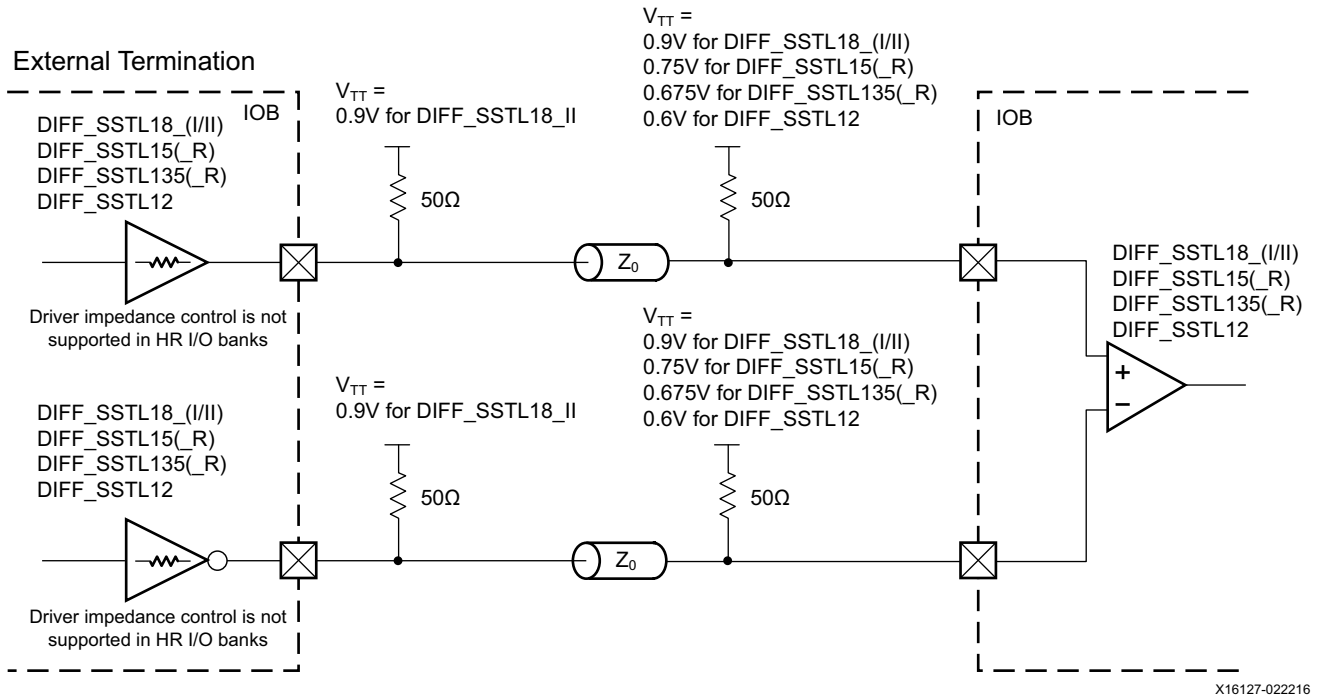 External Termination
IOB
DIFF_SSTL18_(I/II)
DIFF_SSTL15(_R)
DIFF_SSTL135(_R)
DIFF_SSTL12
Driver impedance control is not
supported in HR I/O banks
VTT =
0.9V for DIFF_SSTL18_II
50Ω
Z0
VTT =
0.9V for DIFF_SSTL18_(I/II)
0.75V for DIFF_SSTL15(_R)
0.675V for DIFF_SSTL135(_R)
0.6V for DIFF_SSTL12
50Ω
IOB
DIFF_SSTL18_(I/II)
DIFF_SSTL15(_R)
DIFF_SSTL135(_R)
DIFF_SSTL12
+
−
DIFF_SSTL18_(I/II)
DIFF_SSTL15(_R)
DIFF_SSTL135(_R)
DIFF_SSTL12
Driver impedance control is not
supported in HR I/O banks
VTT =
0.9V for DIFF_SSTL18_II
50Ω
Z0
VTT =
0.9V for DIFF_SSTL18_(I/II)
0.75V for DIFF_SSTL15(_R)
0.675V for DIFF_SSTL135(_R)
0.6V for DIFF_SSTL12
50Ω
X16127-022216